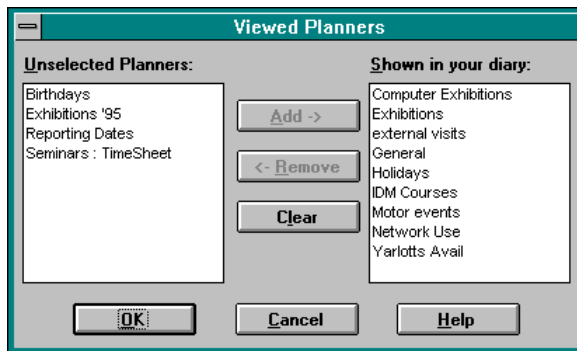 Viewed Planners
Unselected Planners:
Birthdays
Exhibitions '95
Reporting Dates
Seminars : TimeSheet
Add ->
<- Remove
Clear
Shown in your diary:
Computer Exhibitions
Exhibitions
external visits
General
Holidays
IDM Courses
Motor events
Network Use
Yarlotts Avail
OK
Cancel
Help